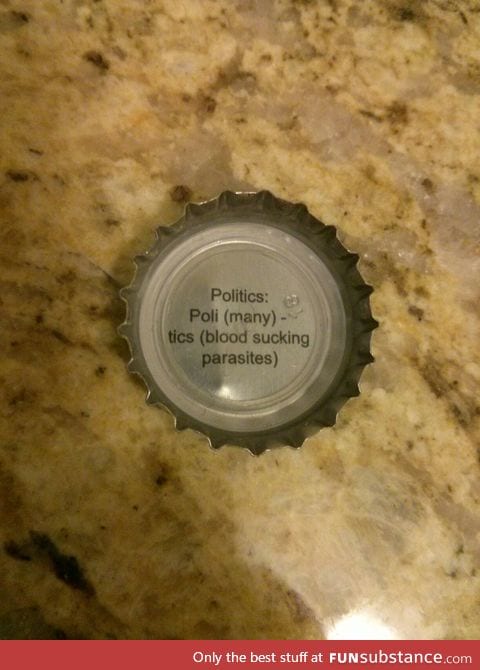 Politics:
Poli (many) -
tics (blood sucking
parasites)
Only the best stuff at FUNsubstance.com